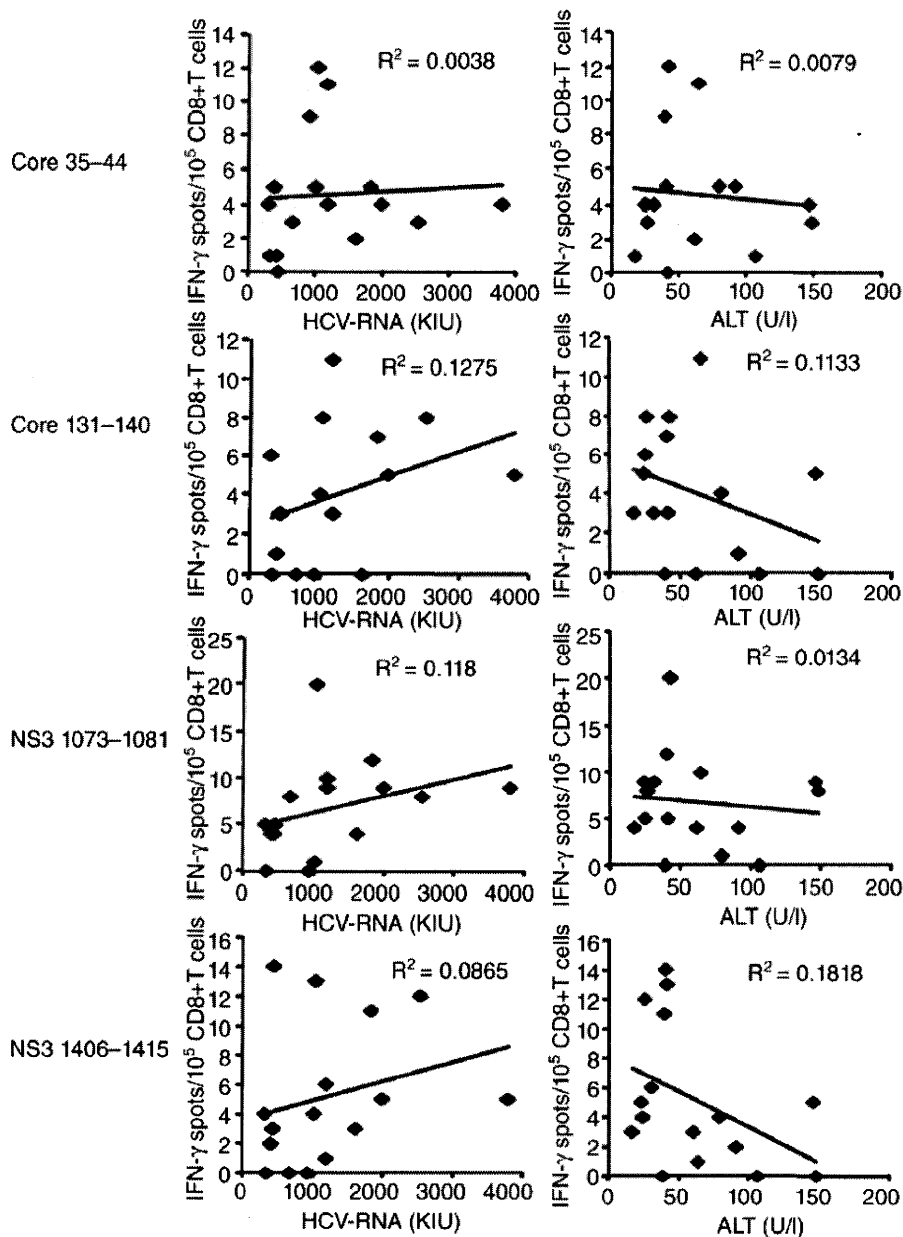 Core 35–44
IFN-γ spots/10⁵ CD8+T cells
14
12
10
8
6
4
2
0
R² = 0.0038
0 1000 2000 3000 4000
HCV-RNA (KIU)
IFN-γ spots/10⁵ CD8+T cells
14
12
10
8
6
4
2
0
R² = 0.0079
0 50 100 150 200
ALT (U/l)
Core 131–140
IFN-γ spots/10⁵ CD8+T cells
12
10
8
6
4
2
0
R² = 0.1275
0 1000 2000 3000 4000
HCV-RNA (KIU)
IFN-γ spots/10⁵ CD8+T cells
12
10
8
6
4
2
0
R² = 0.1133
0 50 100 150 200
ALT (U/l)
NS3 1073–1081
IFN-γ spots/10⁵ CD8+T cells
25
20
15
10
5
0
R² = 0.118
0 1000 2000 3000 4000
HCV-RNA (KIU)
IFN-γ spots/10⁵ CD8+T cells
25
20
15
10
5
0
R² = 0.0134
0 50 100 150 200
ALT (U/l)
NS3 1406–1415
IFN-γ spots/10⁵ CD8+T cells
16
14
12
10
8
6
4
2
0
R² = 0.0865
0 1000 2000 3000 4000
HCV-RNA (KIU)
IFN-γ spots/10⁵ CD8+T cells
16
14
12
10
8
6
4
2
0
R² = 0.1818
0 50 100 150 200
ALT (U/l)